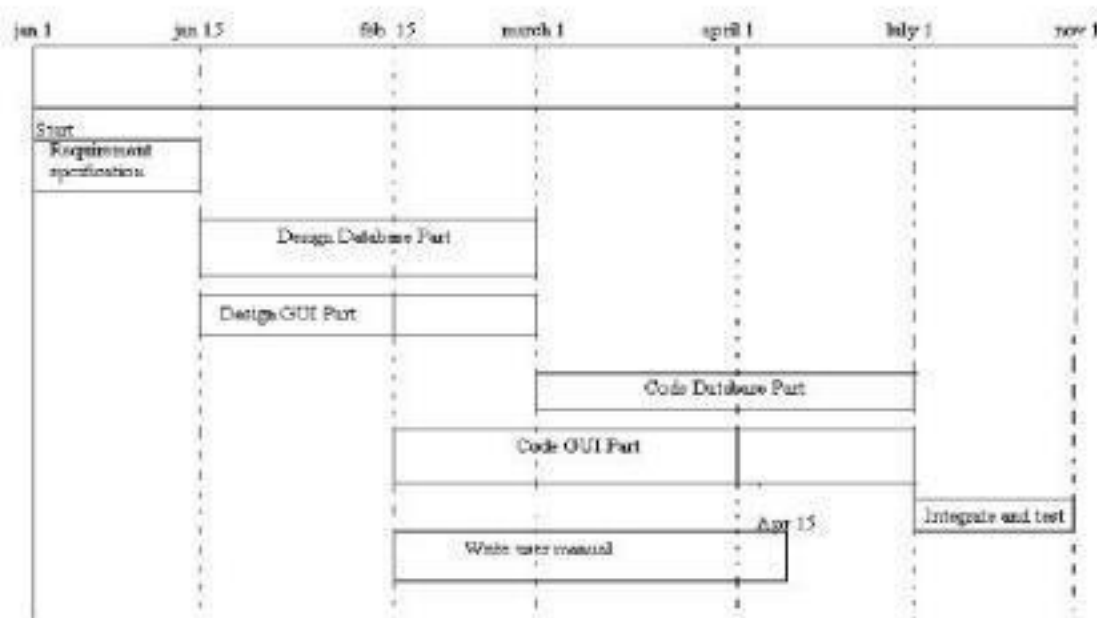 jan 1 jan 15 feb 15 march 1 april 1 July 1 nov 1
Start
Requirement
spcification
Design Database Part
Design GUI Part
Code Database Part
Code GUI Part
Integrate and test
Apr 15
Write user manual